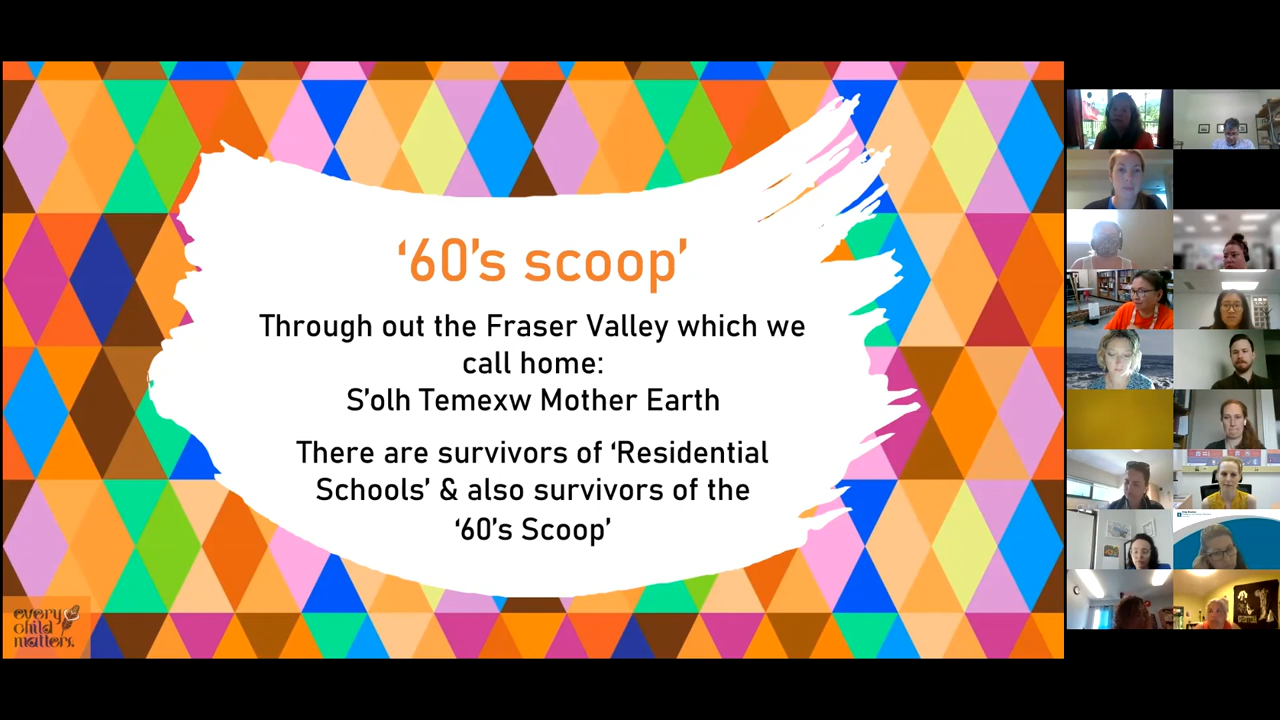 ‘60’s scoop’
Through out the Fraser Valley which we
call home:
S’olh Temexw Mother Earth
There are survivors of ‘Residential
Schools’ & also survivors of the
‘60’s Scoop’
every
child
matters.